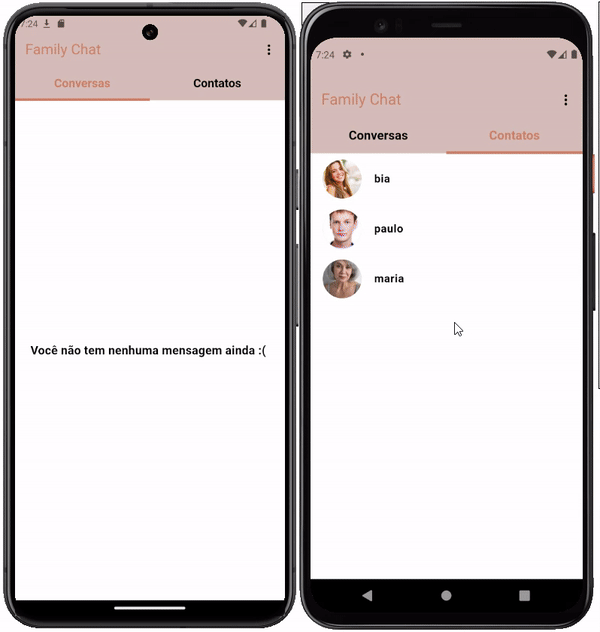 7:24
Family Chat
Conversas Contatos
Você não tem nenhuma mensagem ainda :(
7:24
Family Chat
Conversas Contatos
bia
paulo
maria